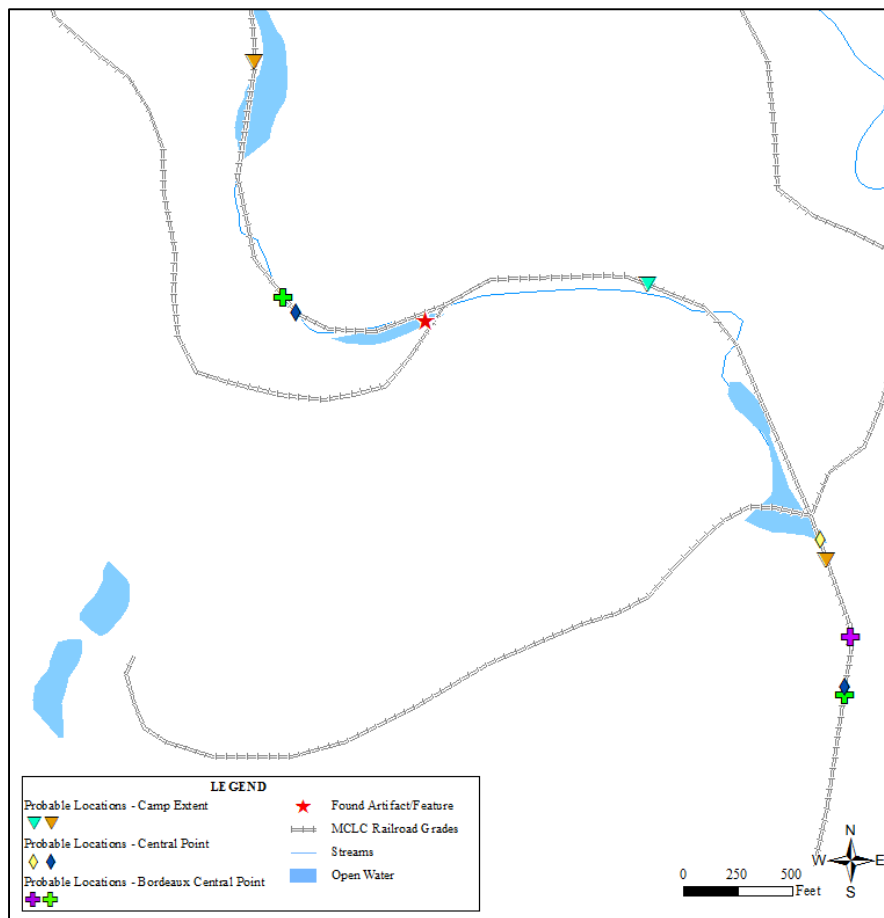 LEGEND
Probable Locations - Camp Extent
Probable Locations - Central Point
Probable Locations - Bordeaux Central Point
Found Artifact/Feature
MCLC Railroad Grades
Streams
Open Water
0 250 500
Feet
N
W E
S